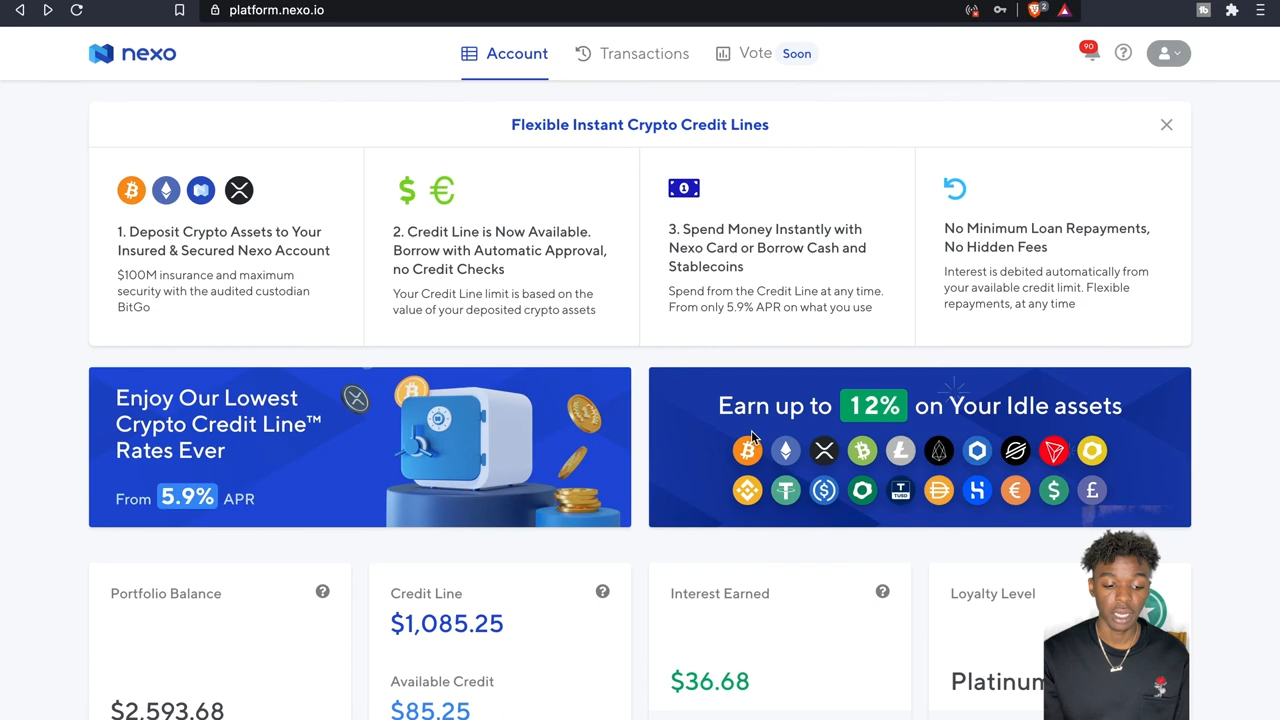 platform.nexo.io
2
nexo
Account
Transactions
Vote Soon
90
Flexible Instant Crypto Credit Lines
1. Deposit Crypto Assets to Your
Insured & Secured Nexo Account
$100M insurance and maximum
security with the audited custodian
BitGo
2. Credit Line is Now Available.
Borrow with Automatic Approval,
no Credit Checks
Your Credit Line limit is based on the
value of your deposited crypto assets
3. Spend Money Instantly with
Nexo Card or Borrow Cash and
Stablecoins
Spend from the Credit Line at any time.
From only 5.9% APR on what you use
No Minimum Loan Repayments,
No Hidden Fees
Interest is debited automatically from
your available credit limit. Flexible
repayments, at any time
Enjoy Our Lowest
Crypto Credit Line™
Rates Ever
From 5.9% APR
Earn up to 12% on Your Idle assets
TUSD
Portfolio Balance
$2,593.68
Credit Line
$1,085.25
Available Credit
$85.25
Interest Earned
$36.68
Loyalty Level
Platinum